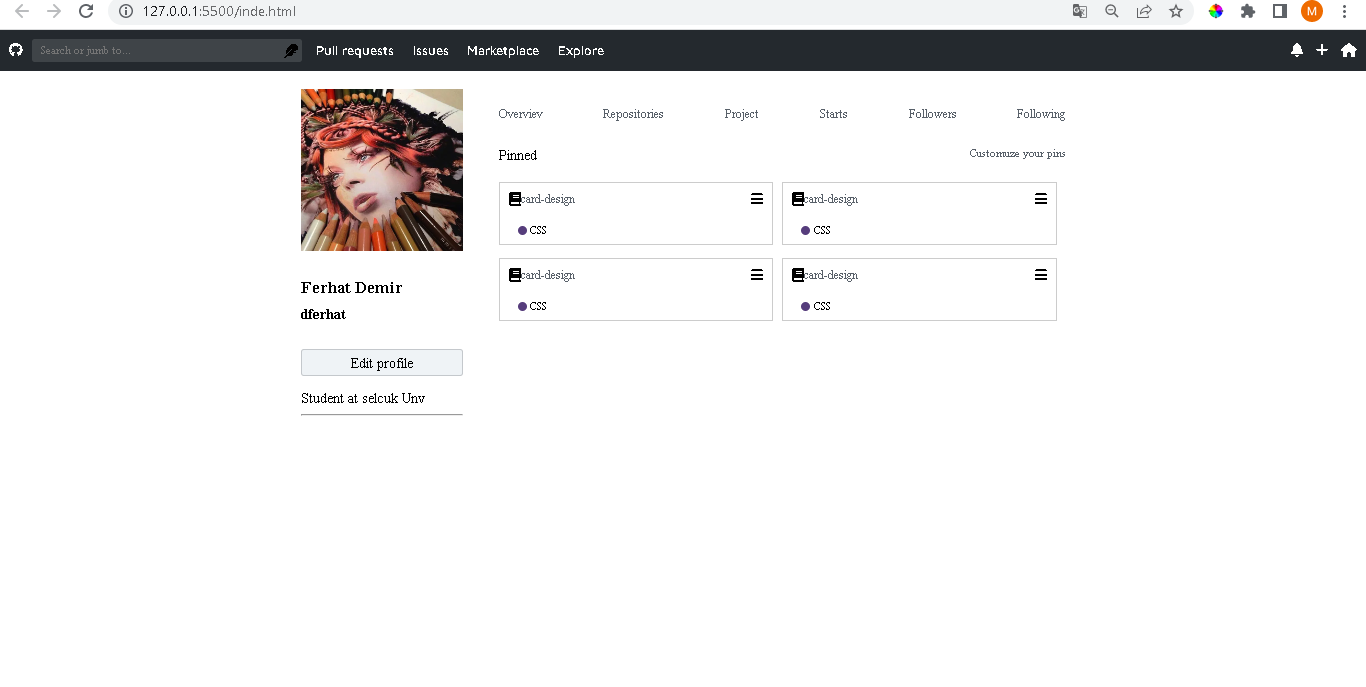 127.0.0.1:5500/inde.html
M
Search or jumb to...
Pull requests Issues Marketplace Explore
Overviev Repositories Project Starts Followers Following
Pinned Customuze your pins
card-design card-design
CSS CSS
card-design card-design
CSS CSS
Ferhat Demir
dferhat
Edit profile
Student at selcuk Unv